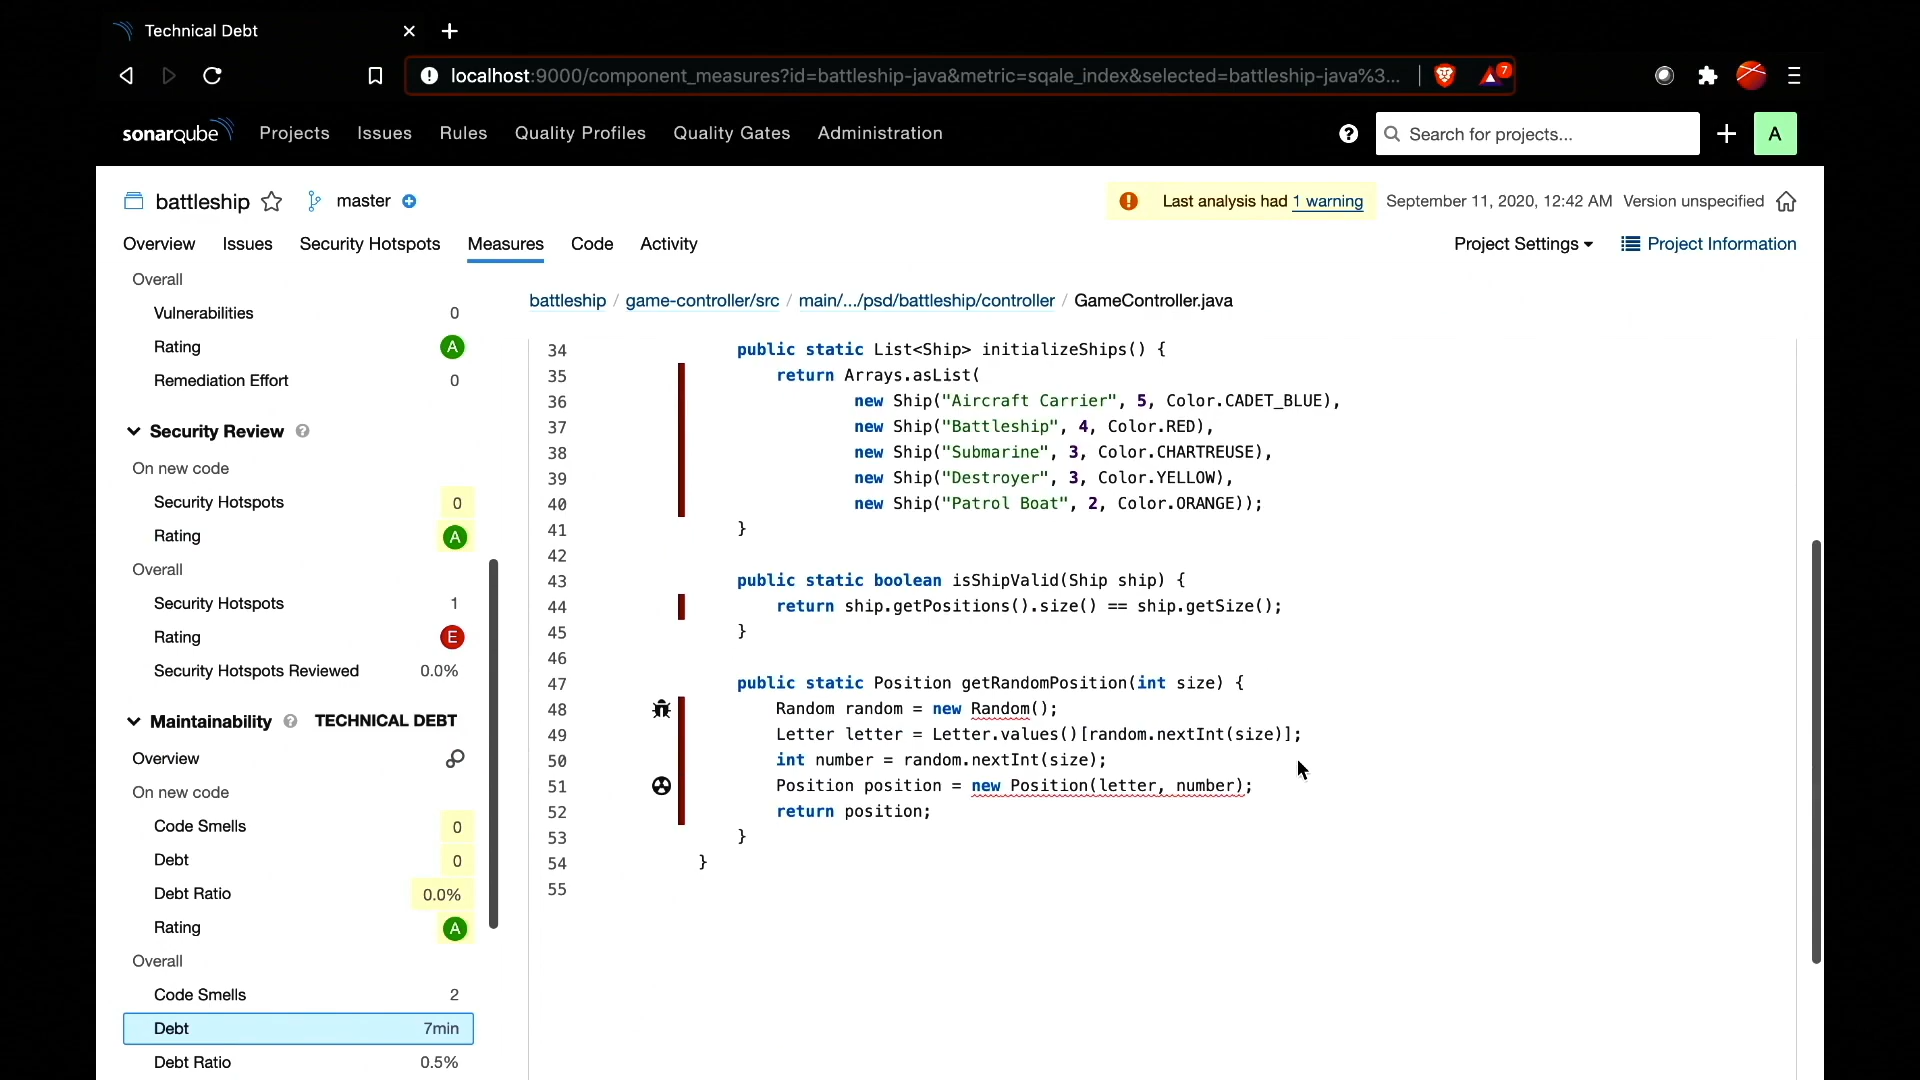 Technical Debt
localhost:9000/component_measures?id=battleship-java&metric=sqale_index&selected=battleship-java%3...
7
sonarqube Projects Issues Rules Quality Profiles Quality Gates Administration
Search for projects...
A
battleship master
Last analysis had 1 warning September 11, 2020, 12:42 AM Version unspecified
Overview Issues Security Hotspots Measures Code Activity
Project Settings Project Information
Overall
Vulnerabilities 0
Rating A
Remediation Effort 0
Security Review
On new code
Security Hotspots 0
Rating A
Overall
Security Hotspots 1
Rating E
Security Hotspots Reviewed 0.0%
Maintainability TECHNICAL DEBT
Overview
On new code
Code Smells 0
Debt 0
Debt Ratio 0.0%
Rating A
Overall
Code Smells 2
Debt 7min
Debt Ratio 0.5%
battleship / game-controller/src / main/.../psd/battleship/controller / GameController.java
34 public static List<Ship> initializeShips() {
35 return Arrays.asList(
36 new Ship("Aircraft Carrier", 5, Color.CADET_BLUE),
37 new Ship("Battleship", 4, Color.RED),
38 new Ship("Submarine", 3, Color.CHARTREUSE),
39 new Ship("Destroyer", 3, Color.YELLOW),
40 new Ship("Patrol Boat", 2, Color.ORANGE));
41 }
42
43 public static boolean isShipValid(Ship ship) {
44 return ship.getPositions().size() == ship.getSize();
45 }
46
47 public static Position getRandomPosition(int size) {
48 Random random = new Random();
49 Letter letter = Letter.values()[random.nextInt(size)];
50 int number = random.nextInt(size);
51 Position position = new Position(letter, number);
52 return position;
53 }
54 }
55